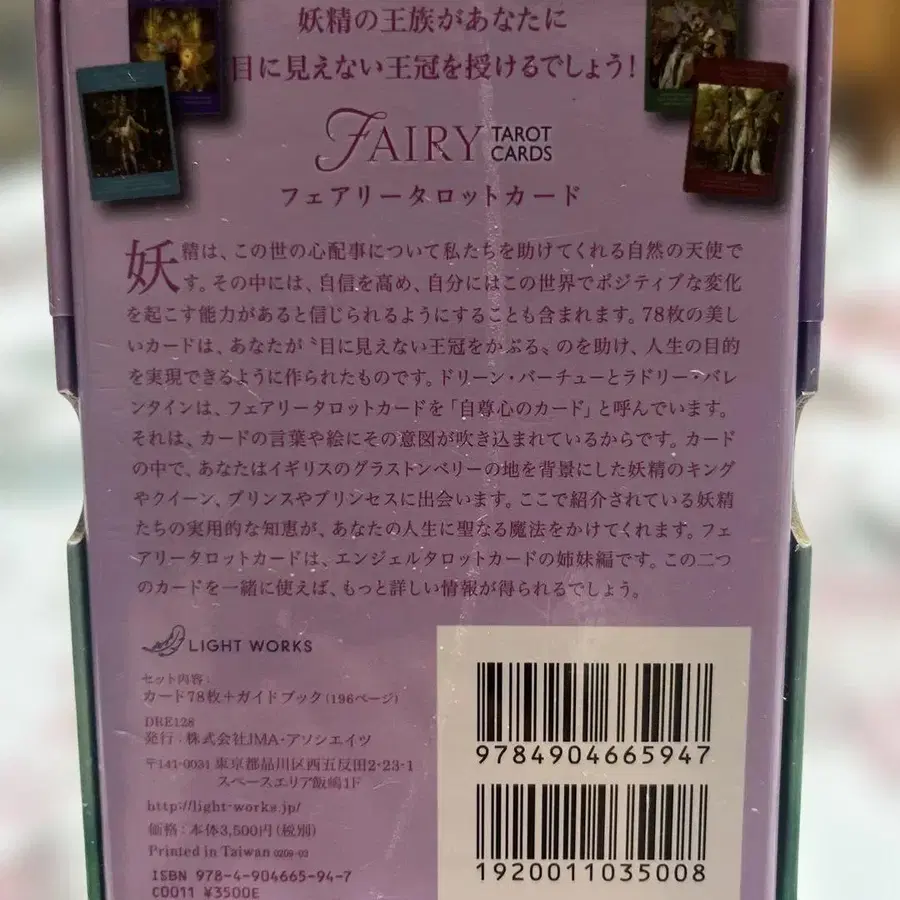 妖精の王族があなたに
目に見えない王冠を授けるでしょう!
FAIRY TAROT CARDS
フェアリータロットカード
妖精は、この世の心配事について私たちを助けてくれる自然の天使で
す。その中には、自信を高め、自分にはこの世界でポジティブな変化
を起こす能力があると信じられるようにすることも含まれます。78枚の美し
いカードは、あなたが〝目に見えない王冠をかぶる〟のを助け、人生の目的
を実現できるように作られたものです。ドリーン・バーチューとラドリー・バレ
ンタインは、フェアリータロットカードを「自尊心のカード」と呼んでいます。
それは、カードの言葉や絵にその意図が吹き込まれているからです。カード
の中で、あなたはイギリスのグラストンベリーの地を背景にした妖精のキング
やクイーン、プリンスやプリンセスに出会います。ここで紹介されている妖精
たちの実用的な知恵が、あなたの人生に聖なる魔法をかけてくれます。フェ
アリータロットカードは、エンジェルタロットカードの姉妹編です。この二つ
のカードを一緒に使えば、もっと詳しい情報が得られるでしょう。
LIGHT WORKS
セット内容:
カード78枚+ガイドブック(196ページ)
DRE128
発行:株式会社JMA・アソシエイツ
〒141-0031 東京都品川区西五反田2-23-1
スペースエリア飯嶋1F
http://light-works.jp/
価格:本体3,500円(税別)
Printed in Taiwan 0209-03
ISBN 978-4-904665-94-7
C0011 ¥3500E
9784904665947
1920011035008